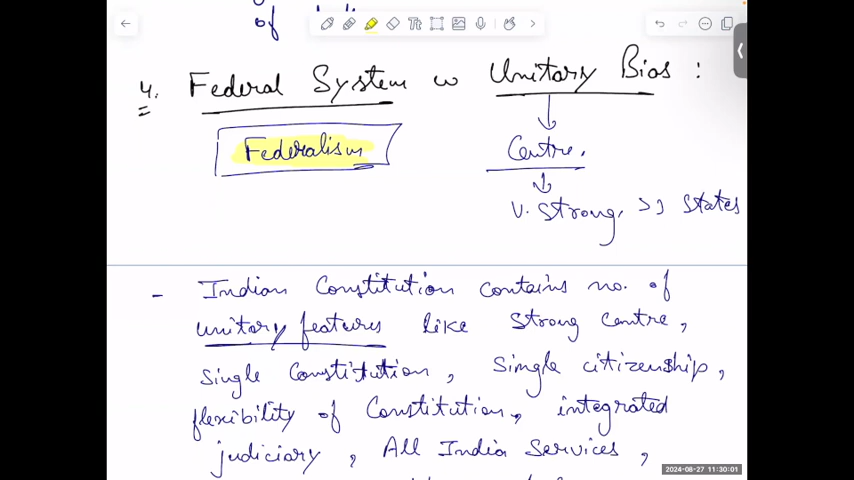 of
4. Federal System w Unitary Bias :
Federalism
Centre.
V. Strong, >> States
- Indian Constitution contains no. of
unitary features like Strong Centre,
Single Constitution, Single citizenship,
flexibility of Constitution, integrated
judiciary, All India Services,
2024-08-27 11:30:01